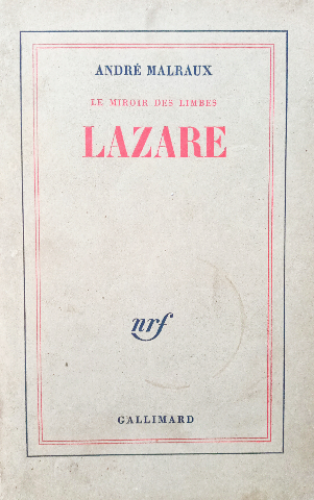 ANDRÉ MALRAUX
LE MIROIR DES LIMBES
LAZARE
nrf
GALLIMARD